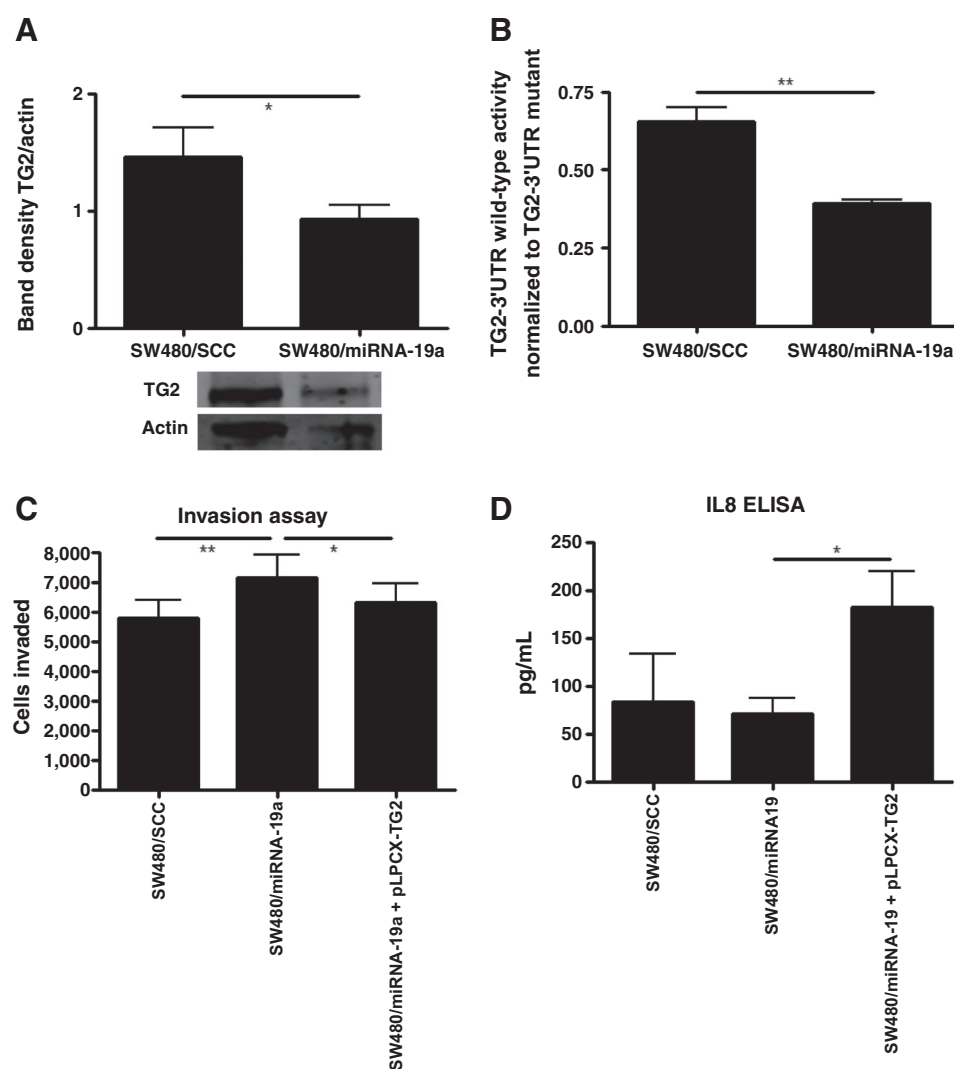 A
Band density TG2/actin
2
1
0
*
SW480/SCC
SW480/miRNA-19a
TG2
Actin
B
TG2-3'UTR wild-type activity
normalized to TG2-3'UTR mutant
0.75
0.50
0.25
0.00
**
SW480/SCC
SW480/miRNA-19a
C
Invasion assay
Cells invaded
8,000
7,000
6,000
5,000
4,000
3,000
2,000
1,000
0
**
*
SW480/SCC
SW480/miRNA-19a
SW480/miRNA-19a + pLPCX-TG2
D
IL8 ELISA
pg/mL
250
200
150
100
50
0
*
SW480/SCC
SW480/miRNA19
SW480/miRNA-19 + pLPCX-TG2